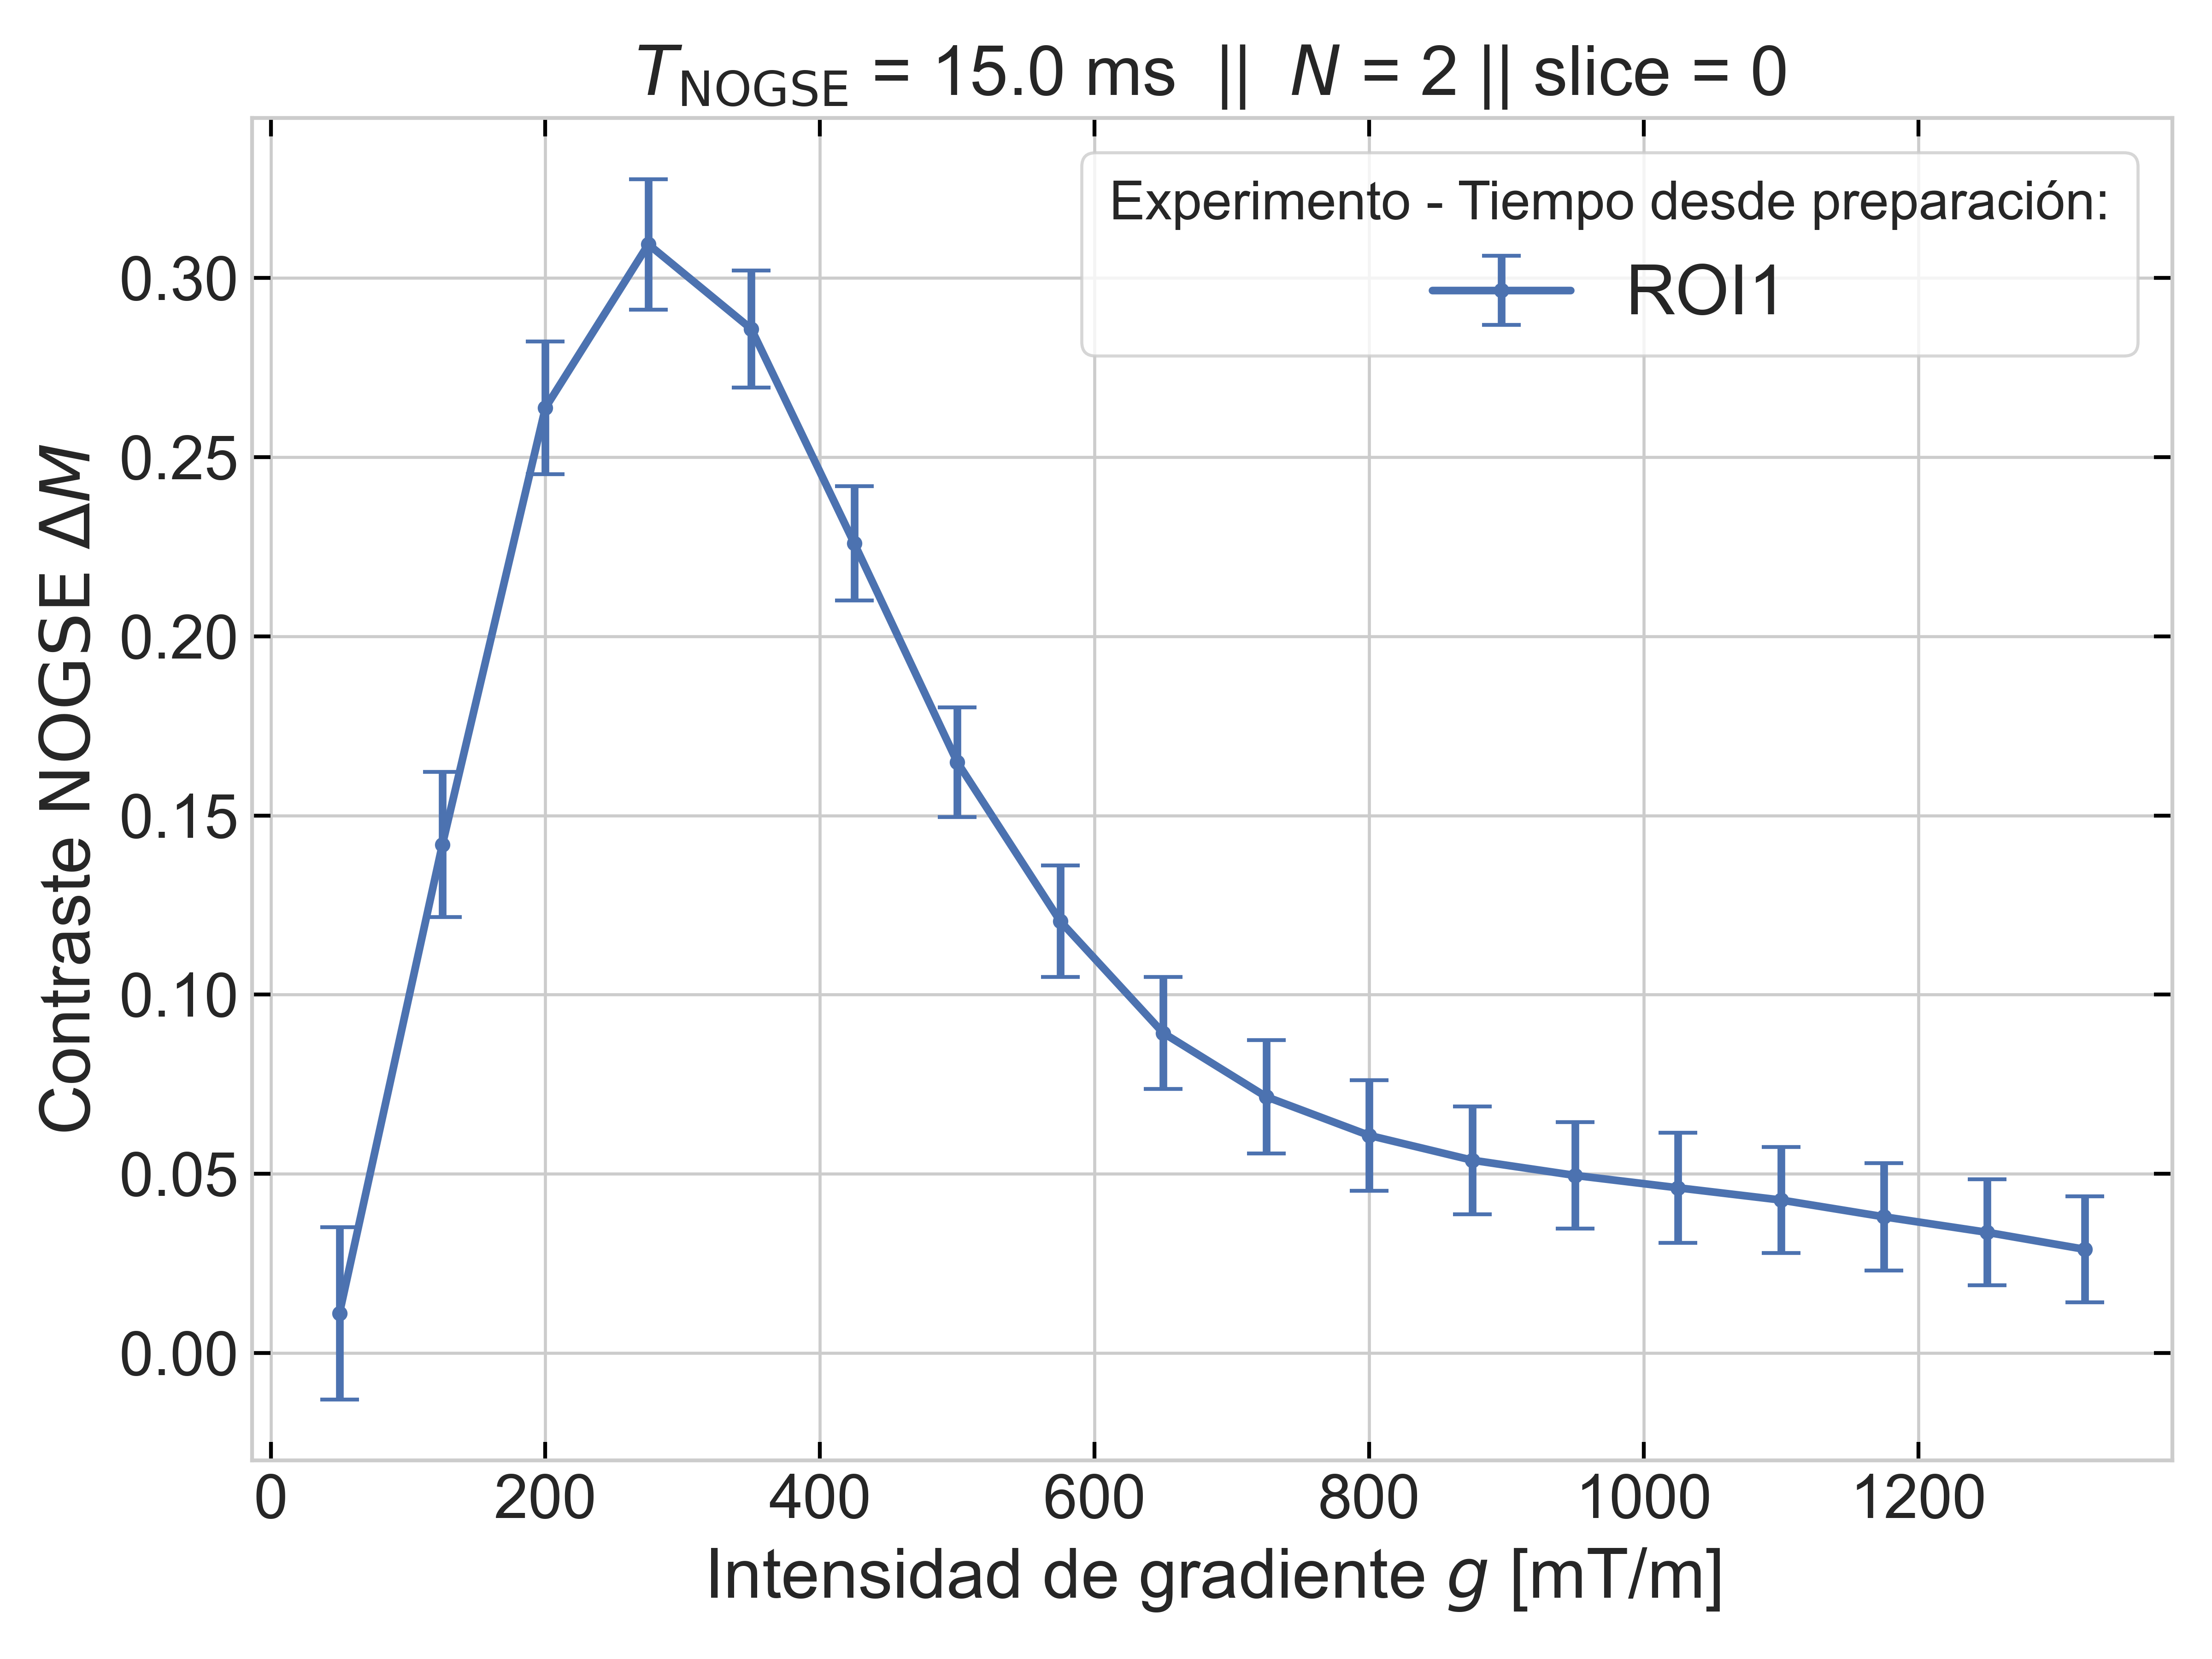 T_NOGSE = 15.0 ms || N = 2 || slice = 0
Experimento - Tiempo desde preparación:
ROI1
Contraste NOGSE ΔM
0.30
0.25
0.20
0.15
0.10
0.05
0.00
0 200 400 600 800 1000 1200
Intensidad de gradiente g [mT/m]